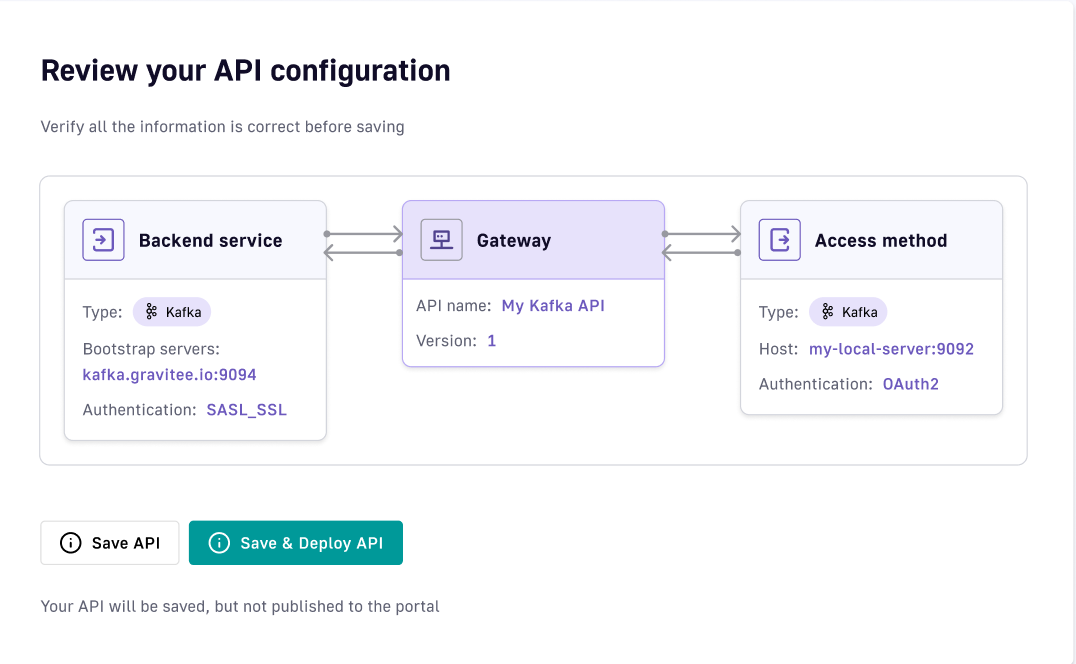 Review your API configuration
Verify all the information is correct before saving
Backend service
Type: Kafka
Bootstrap servers:
kafka.gravitee.io:9094
Authentication: SASL_SSL
Gateway
API name: My Kafka API
Version: 1
Access method
Type: Kafka
Host: my-local-server:9092
Authentication: OAuth2
Save API
Save & Deploy API
Your API will be saved, but not published to the portal